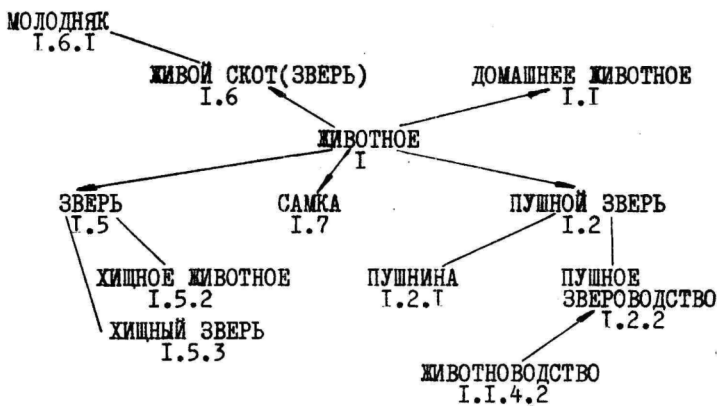 МОЛОДНЯК
I.6.I
ЖИВОЙ СКОТ(ЗВЕРЬ)
I.6
ДОМАШНЕЕ ЖИВОТНОЕ
I.I
ЖИВОТНОЕ
I
ЗВЕРЬ
I.5
САМКА
I.7
ПУШНОЙ ЗВЕРЬ
I.2
ХИЩНОЕ ЖИВОТНОЕ
I.5.2
ПУШНИНА
I.2.I
ПУШНОЕ
ЗВЕРОВОДСТВО
I.2.2
ХИЩНЫЙ ЗВЕРЬ
I.5.3
ЖИВОТНОВОДСТВО
I.I.4.2